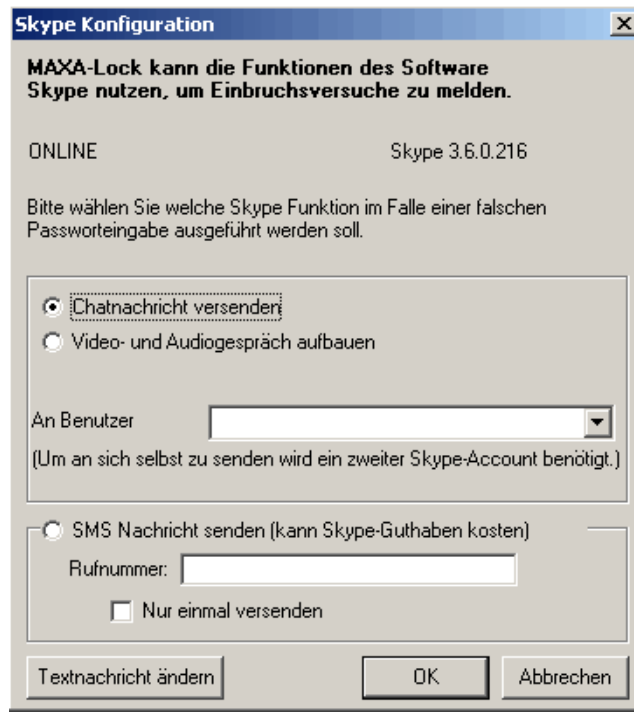 Skype Konfiguration
MAXA-Lock kann die Funktionen des Software
Skype nutzen, um Einbruchsversuche zu melden.
ONLINE Skype 3.6.0.216
Bitte wählen Sie welche Skype Funktion im Falle einer falschen
Passworteingabe ausgeführt werden soll.
Chatnachricht versenden
Video- und Audiogespräch aufbauen
An Benutzer
(Um an sich selbst zu senden wird ein zweiter Skype-Account benötigt.)
SMS Nachricht senden (kann Skype-Guthaben kosten)
Rufnummer:
Nur einmal versenden
Textnachricht ändern OK Abbrechen